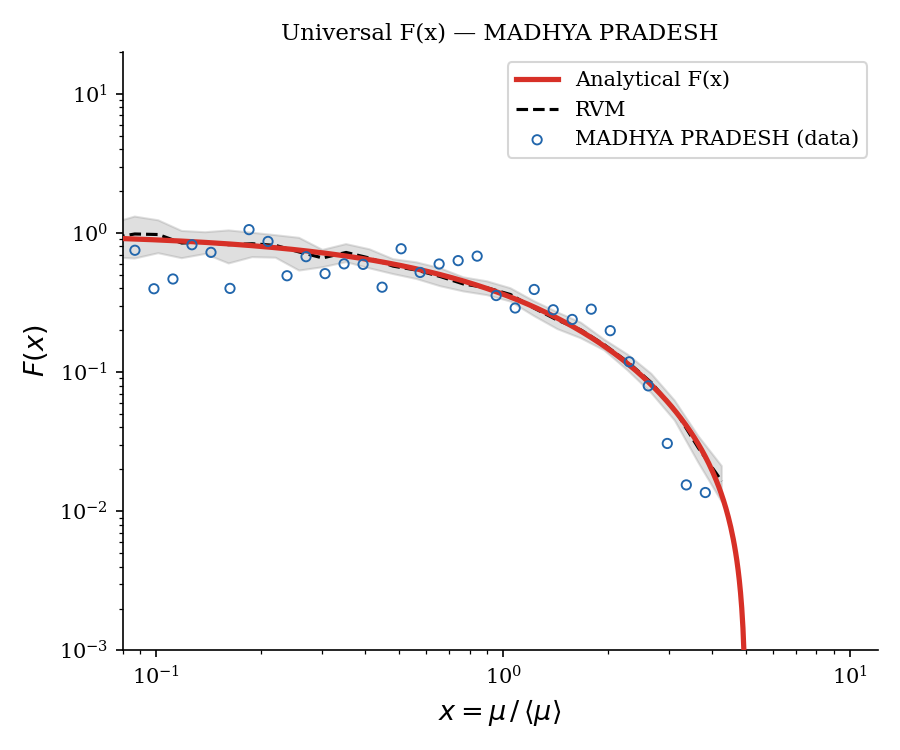 Universal F(x) — MADHYA PRADESH
Analytical F(x)
RVM
MADHYA PRADESH (data)
F(x)
10¹
10⁰
10⁻¹
10⁻²
10⁻³
10⁻¹ 10⁰ 10¹
x = μ / ⟨μ⟩